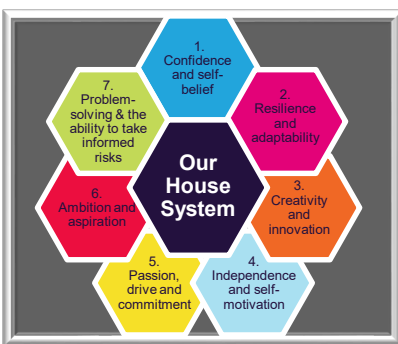 1.
Confidence
and self-
belief
2.
Resilience
and
adaptability
3.
Creativity
and
innovation
4.
Independence
and self-
motivation
5.
Passion,
drive and
commitment
6.
Ambition and
aspiration
7.
Problem-
solving & the
ability to take
informed
risks
Our
House
System